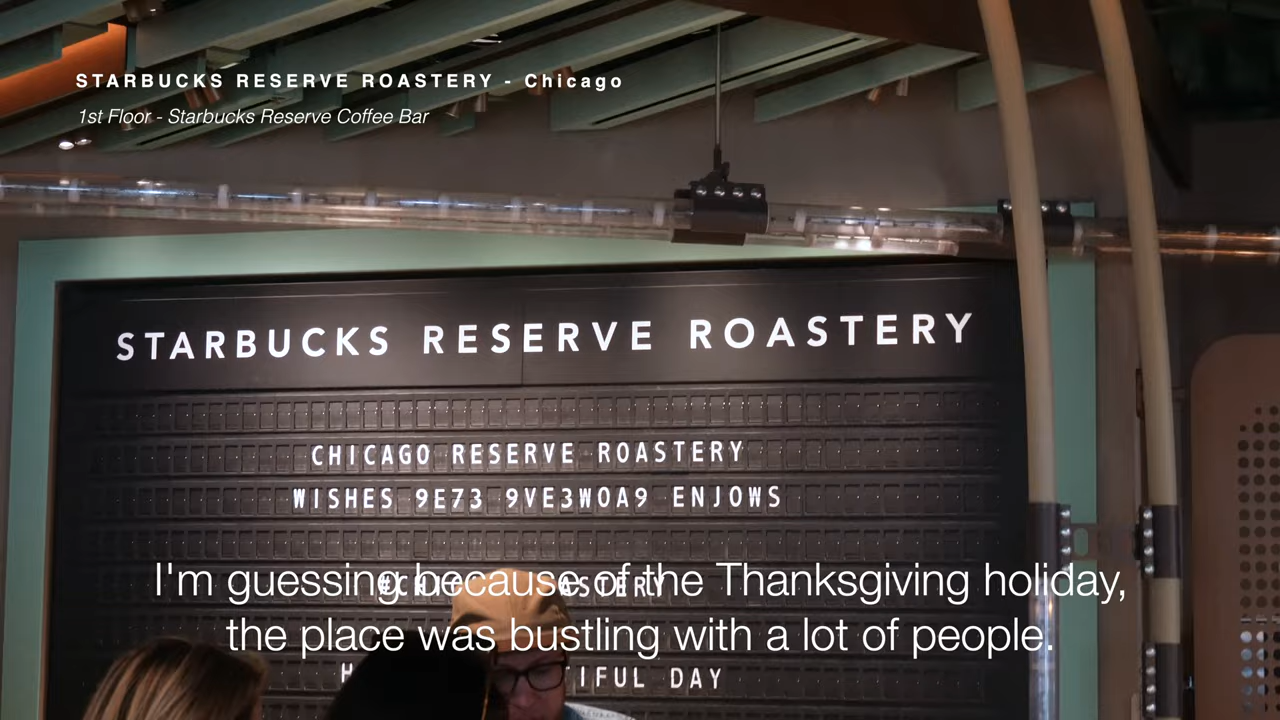 STARBUCKS RESERVE ROASTERY - Chicago
1st Floor - Starbucks Reserve Coffee Bar
STARBUCKS RESERVE ROASTERY
CHICAGO RESERVE ROASTERY
WISHES 9E73 9VE3WOA9 ENJOWS
I'm guessing because of the Thanksgiving holiday,
the place was bustling with a lot of people.
DAY